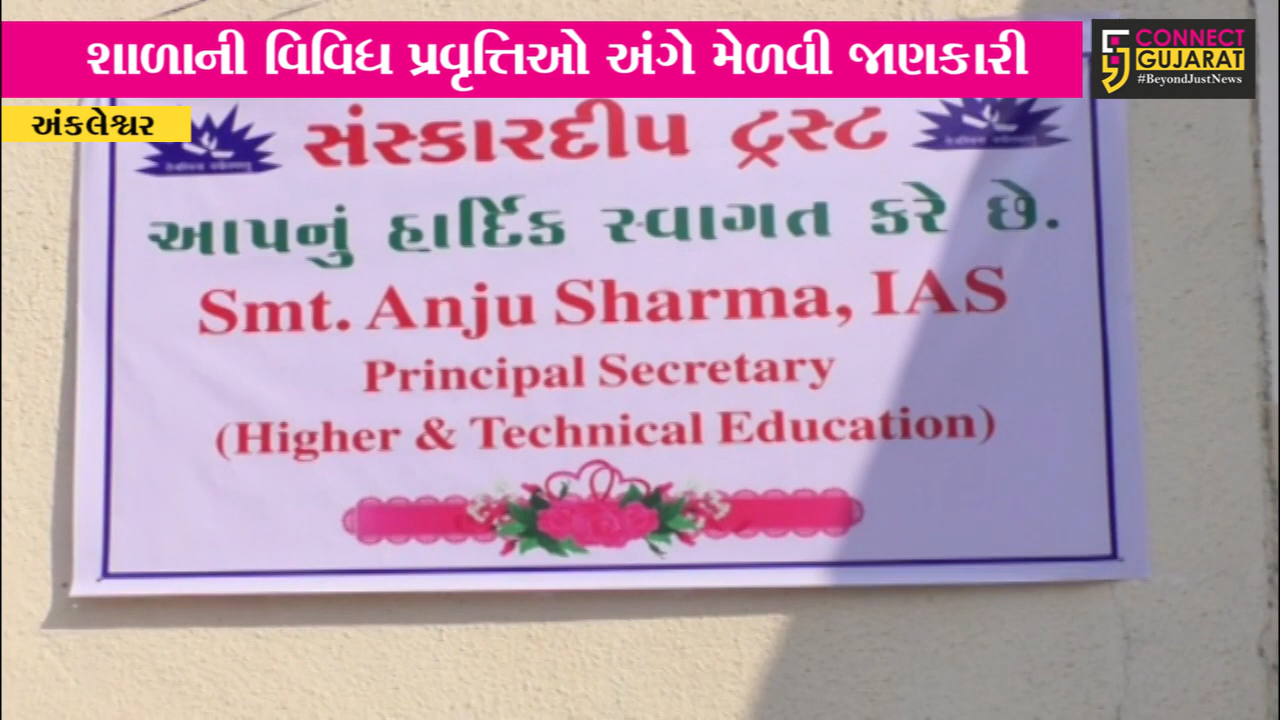 શાળાની વિવિધ પ્રવૃત્તિઓ અંગે મેળવી જાણકારી
CONNECT
GUJARAT
#BeyondJustNews
અંકલેશ્વર
સંસ્કારદીપ ટ્રસ્ટ
આપનું હાર્દિક સ્વાગત કરે છે.
Smt. Anju Sharma, IAS
Principal Secretary
(Higher & Technical Education)